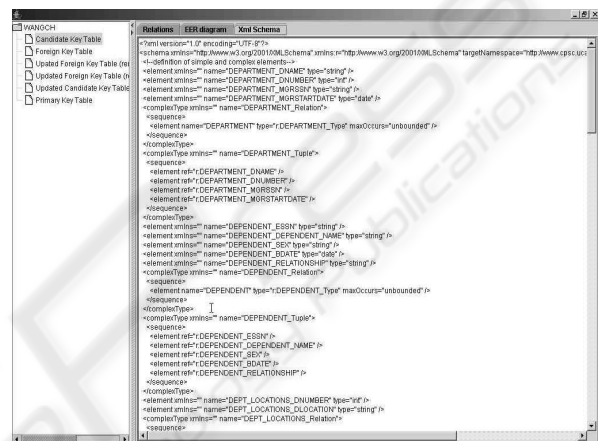 WANGCH
Candidate Key Table
Foreign Key Table
Upated Foreign Key Table (rei
Updated Foreign Key Table (n
Updated Candidate Key Table
Primary Key Table
Relations EER diagram Xml Schema
<?xml version="1.0" encoding="UTF-8"?>
<schema xmlns="http://www.w3.org/2001/XMLSchema" xmlns:r="http://www.w3.org/2001/XMLSchema" targetNamespace="http://www.cpsc.uca
<!--definition of simple and complex elements-->
<element xmlns="" name="DEPARTMENT_DNAME" type="string" />
<element xmlns="" name="DEPARTMENT_DNUMBER" type="int" />
<element xmlns="" name="DEPARTMENT_MGRSSN" type="string" />
<element xmlns="" name="DEPARTMENT_MGRSTARTDATE" type="date" />
<complexType xmlns="" name="DEPARTMENT_Relation">
<sequence>
<element name="DEPARTMENT" type="r:DEPARTMENT_Type" maxOccurs="unbounded" />
</sequence>
</complexType>
<complexType xmlns="" name="DEPARTMENT_Tuple">
<sequence>
<element ref="r:DEPARTMENT_DNAME" />
<element ref="r:DEPARTMENT_DNUMBER" />
<element ref="r:DEPARTMENT_MGRSSN" />
<element ref="r:DEPARTMENT_MGRSTARTDATE" />
</sequence>
</complexType>
<element xmlns="" name="DEPENDENT_ESSN" type="string" />
<element xmlns="" name="DEPENDENT_DEPENDENT_NAME" type="string" />
<element xmlns="" name="DEPENDENT_SEX" type="string" />
<element xmlns="" name="DEPENDENT_BDATE" type="date" />
<element xmlns="" name="DEPENDENT_RELATIONSHIP" type="string" />
<complexType xmlns="" name="DEPENDENT_Relation">
<sequence>
<element name="DEPENDENT" type="r:DEPENDENT_Type" maxOccurs="unbounded" />
</sequence>
</complexType>
<complexType xmlns="" name="DEPENDENT_Tuple">
<sequence>
<element ref="r:DEPENDENT_ESSN" />
<element ref="r:DEPENDENT_DEPENDENT_NAME" />
<element ref="r:DEPENDENT_SEX" />
<element ref="r:DEPENDENT_BDATE" />
<element ref="r:DEPENDENT_RELATIONSHIP" />
</sequence>
</complexType>
<element xmlns="" name="DEPT_LOCATIONS_DNUMBER" type="int" />
<element xmlns="" name="DEPT_LOCATIONS_DLOCATION" type="string" />
<complexType xmlns="" name="DEPT_LOCATIONS_Relation">
<sequence>